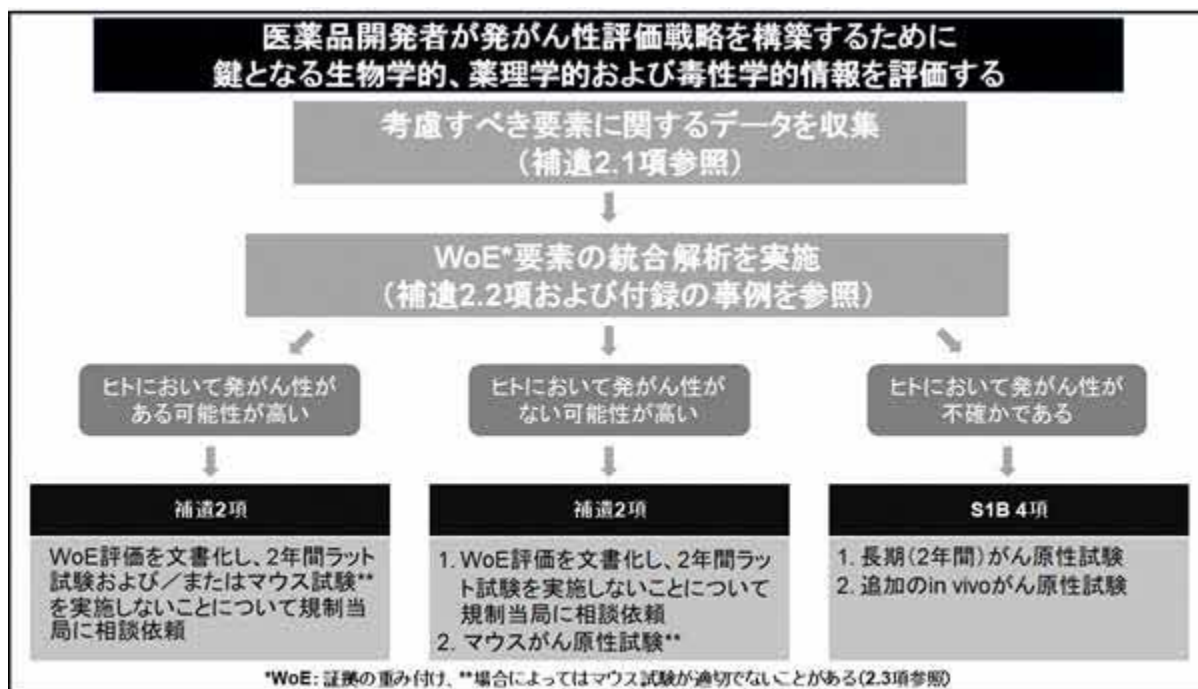 医薬品開発者が発がん性評価戦略を構築するために
鍵となる生物学的、薬理学的および毒性学的情報を評価する
考慮すべき要素に関するデータを収集
（補遺2.1項参照）
WoE*要素の統合解析を実施
（補遺2.2項および付録の事例を参照）
ヒトにおいて発がん性が
ある可能性が高い
ヒトにおいて発がん性が
ない可能性が高い
ヒトにおいて発がん性が
不確かである
補遺2項
WoE評価を文書化し、2年間ラット
試験および／またはマウス試験**
を実施しないことについて規制当
局に相談依頼
補遺2項
1. WoE評価を文書化し、2年間ラッ
ト試験を実施しないことについて
規制当局に相談依頼
2. マウスがん原性試験**
S1B 4項
1. 長期（2年間）がん原性試験
2. 追加のin vivoがん原性試験
*WoE: 証拠の重み付け、**場合によってはマウス試験が適切でないことがある（2.3項参照）